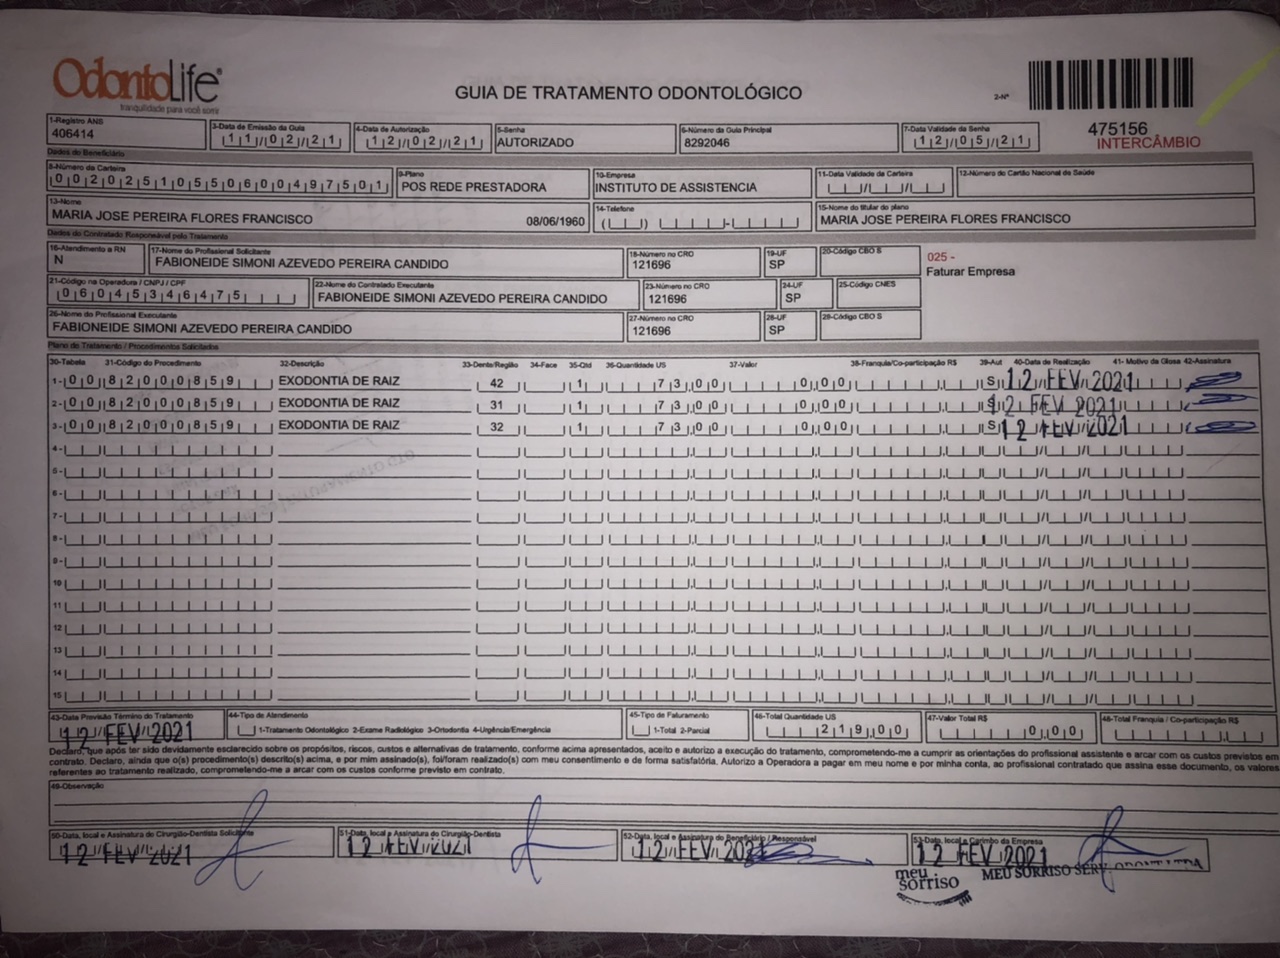 OdontoLife®
tranquilidade para você sorrir
GUIA DE TRATAMENTO ODONTOLÓGICO
2-Nº
475156
INTERCÂMBIO
1-Registro ANS
406414
3-Data de Emissão da Guia
11/02/21
4-Data de Autorização
12/02/21
5-Senha
AUTORIZADO
6-Número da Guia Principal
8292046
7-Data Validade da Senha
12/05/21
Dados do Beneficiário
8-Número da Carteira
00202510550600497501
9-Plano
POS REDE PRESTADORA
10-Empresa
INSTITUTO DE ASSISTENCIA
11-Data Validade da Carteira
12-Número do Cartão Nacional de Saúde
13-Nome
MARIA JOSE PEREIRA FLORES FRANCISCO 08/06/1960
14-Telefone
15-Nome do titular do plano
MARIA JOSE PEREIRA FLORES FRANCISCO
Dados do Contratado Responsável pelo Tratamento
16-Atendimento a RN
N
17-Nome do Profissional Solicitante
FABIONEIDE SIMONI AZEVEDO PEREIRA CANDIDO
18-Número no CRO
121696
19-UF
SP
20-Código CBO S
025 -
Faturar Empresa
21-Código na Operadora / CNPJ / CPF
06045346475
22-Nome do Contratado Executante
FABIONEIDE SIMONI AZEVEDO PEREIRA CANDIDO
23-Número no CRO
121696
24-UF
SP
25-Código CNES
26-Nome do Profissional Executante
FABIONEIDE SIMONI AZEVEDO PEREIRA CANDIDO
27-Número no CRO
121696
28-UF
SP
29-Código CBO S
Plano de Tratamento / Procedimentos Solicitados
30-Tabela 31-Código do Procedimento 32-Descrição 33-Dente/Região 34-Face 35-Qtd 36-Quantidade US 37-Valor 38-Franquia/Co-participação R$ 39-Aut 40-Data de Realização 41- Motivo da Glosa 42-Assinatura
1- 00 82000859 EXODONTIA DE RAIZ 42 1 73,00 0,00 S 12 FEV 2021
2- 00 82000859 EXODONTIA DE RAIZ 31 1 73,00 0,00 S 12 FEV 2021
3- 00 82000859 EXODONTIA DE RAIZ 32 1 73,00 0,00 S 12 FEV 2021
4-
5-
6-
7-
8-
9-
10
11
12
13
14
15
43-Data Previsão Término do Tratamento
12 FEV 2021
44-Tipo de Atendimento
1-Tratamento Odontológico 2-Exame Radiológico 3-Ortodontia 4-Urgência/Emergência
45-Tipo de Faturamento
1-Total 2-Parcial
46-Total Quantidade US
219,00
47-Valor Total R$
0,00
48-Total Franquia / Co-participação R$
Declaro, que após ter sido devidamente esclarecido sobre os propósitos, riscos, custos e alternativas de tratamento, conforme acima apresentados, aceito e autorizo a execução do tratamento, comprometendo-me a cumprir as orientações do profissional assistente e arcar com os custos previstos em
contrato. Declaro, ainda que o(s) procedimento(s) descrito(s) acima, e por mim assinado(s), foi/foram realizado(s) com meu consentimento e de forma satisfatória. Autorizo a Operadora a pagar em meu nome e por minha conta, ao profissional contratado que assina esse documento, os valores
referentes ao tratamento realizado, comprometendo-me a arcar com os custos conforme previsto em contrato.
49-Observação
50-Data, local e Assinatura do Cirurgião-Dentista Solicitante
12 FEV 2021
51-Data, local e Assinatura do Cirurgião-Dentista
12 FEV 2021
52-Data, local e Assinatura do Beneficiário / Responsável
12 FEV 2021
53-Data, local e Carimbo da Empresa
12 FEV 2021
meu
sorriso
MEU SORRISO SERV